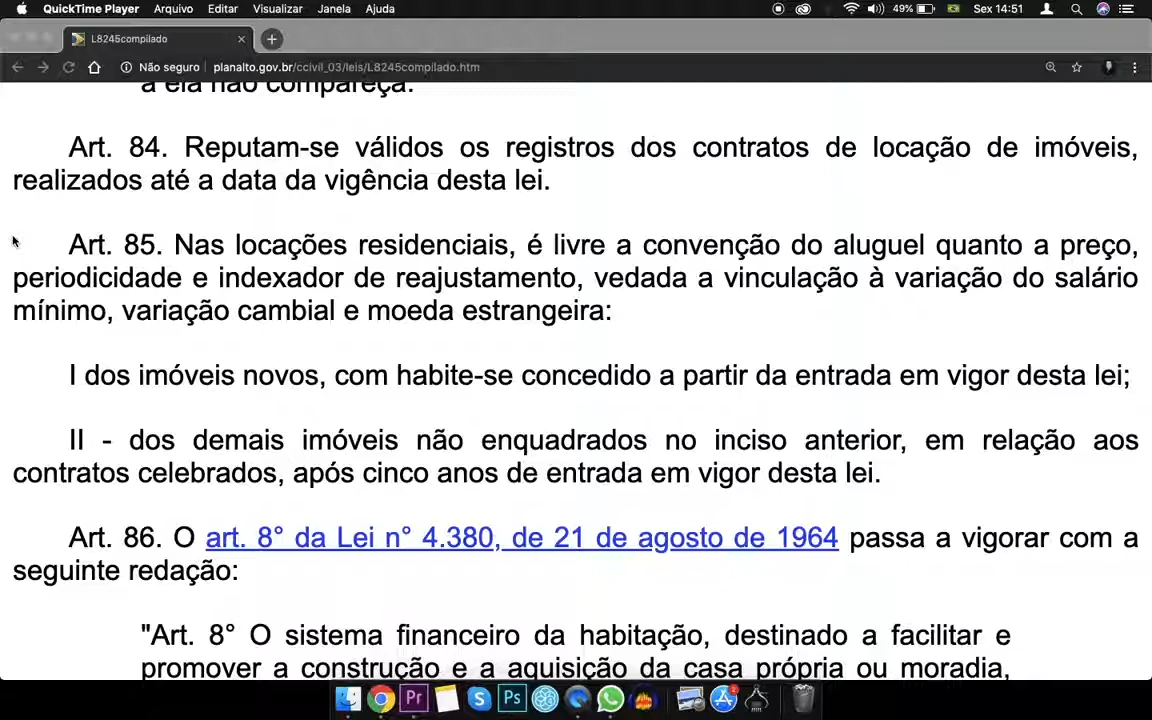 QuickTime Player Arquivo Editar Visualizar Janela Ajuda 49% Sex 14:51
L8245compilado
Não seguro planalto.gov.br/ccivil_03/leis/L8245compilado.htm
a ela não compareça.
Art. 84. Reputam-se válidos os registros dos contratos de locação de imóveis,
realizados até a data da vigência desta lei.
Art. 85. Nas locações residenciais, é livre a convenção do aluguel quanto a preço,
periodicidade e indexador de reajustamento, vedada a vinculação à variação do salário
mínimo, variação cambial e moeda estrangeira:
I dos imóveis novos, com habite-se concedido a partir da entrada em vigor desta lei;
II - dos demais imóveis não enquadrados no inciso anterior, em relação aos
contratos celebrados, após cinco anos de entrada em vigor desta lei.
Art. 86. O art. 8° da Lei n° 4.380, de 21 de agosto de 1964 passa a vigorar com a
seguinte redação:
"Art. 8° O sistema financeiro da habitação, destinado a facilitar e
promover a construção e a aquisição da casa própria ou moradia,
Pr S Ps 2